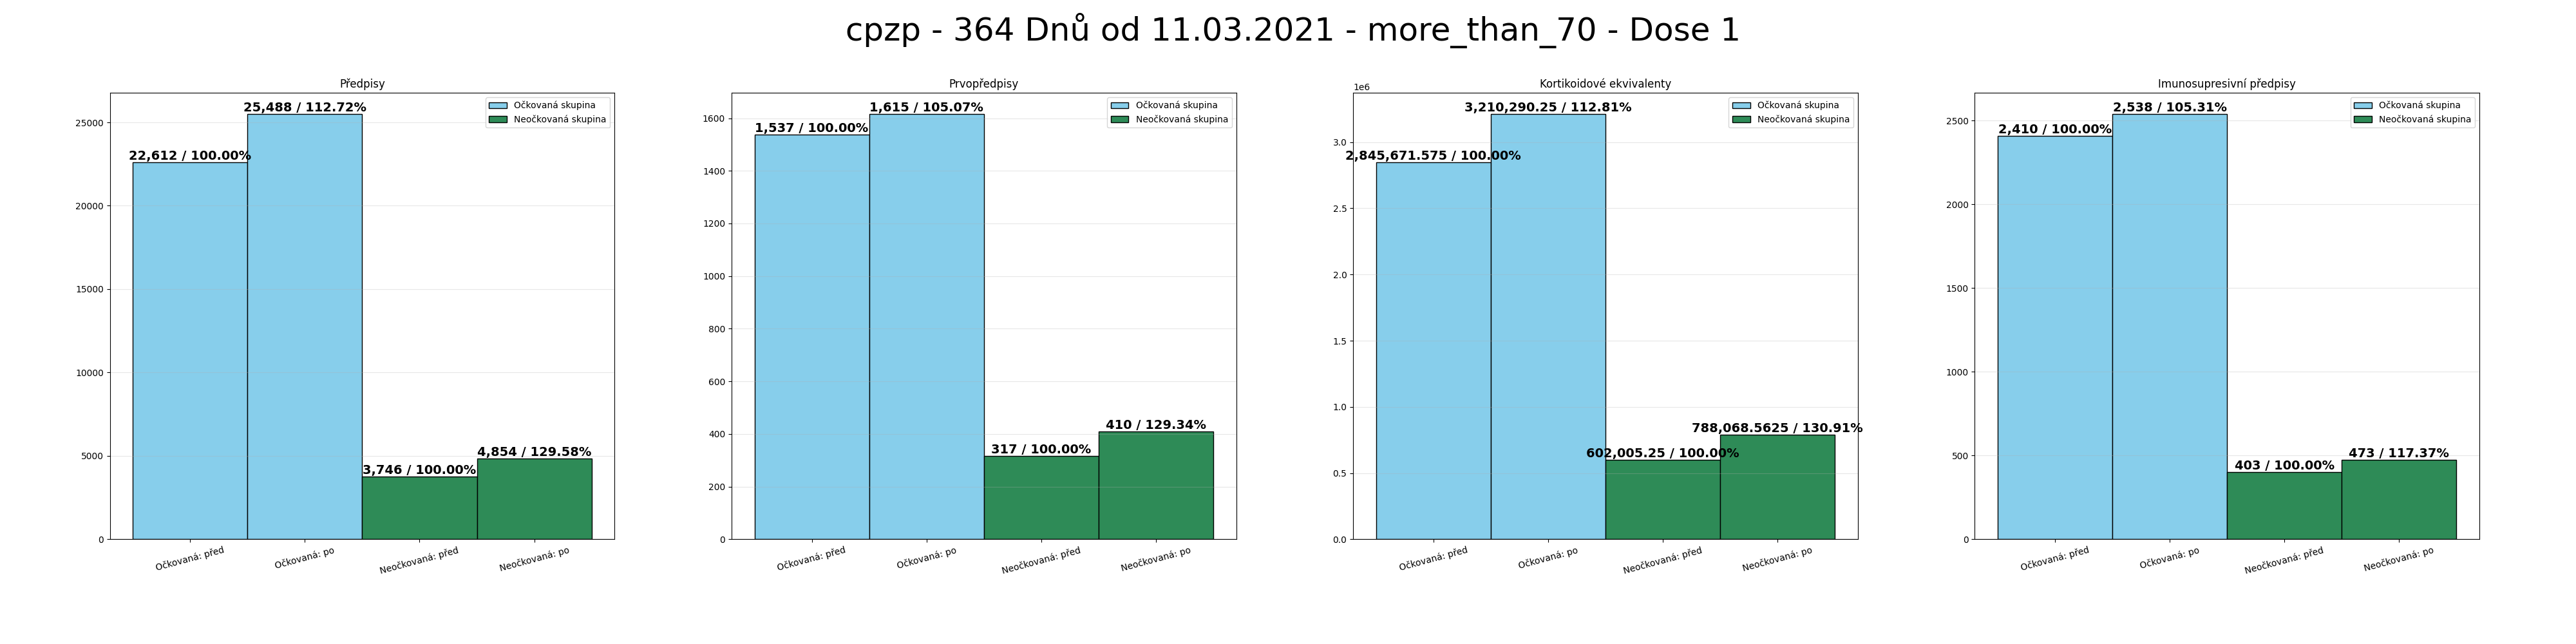 cpzp - 364 Dnů od 11.03.2021 - more_than_70 - Dose 1
Předpisy
25000
20000
15000
10000
5000
0
22,612 / 100.00%
25,488 / 112.72%
3,746 / 100.00%
4,854 / 129.58%
Očkovaná skupina
Neočkovaná skupina
Očkovaná: před
Očkovaná: po
Neočkovaná: před
Neočkovaná: po
Prvopředpisy
1600
1400
1200
1000
800
600
400
200
0
1,537 / 100.00%
1,615 / 105.07%
317 / 100.00%
410 / 129.34%
Očkovaná skupina
Neočkovaná skupina
Očkovaná: před
Očkovaná: po
Neočkovaná: před
Neočkovaná: po
Kortikoidové ekvivalenty
1e6
3.0
2.5
2.0
1.5
1.0
0.5
0.0
2,845,671.575 / 100.00%
3,210,290.25 / 112.81%
602,005.25 / 100.00%
788,068.5625 / 130.91%
Očkovaná skupina
Neočkovaná skupina
Očkovaná: před
Očkovaná: po
Neočkovaná: před
Neočkovaná: po
Imunosupresivní předpisy
2500
2000
1500
1000
500
0
2,410 / 100.00%
2,538 / 105.31%
403 / 100.00%
473 / 117.37%
Očkovaná skupina
Neočkovaná skupina
Očkovaná: před
Očkovaná: po
Neočkovaná: před
Neočkovaná: po